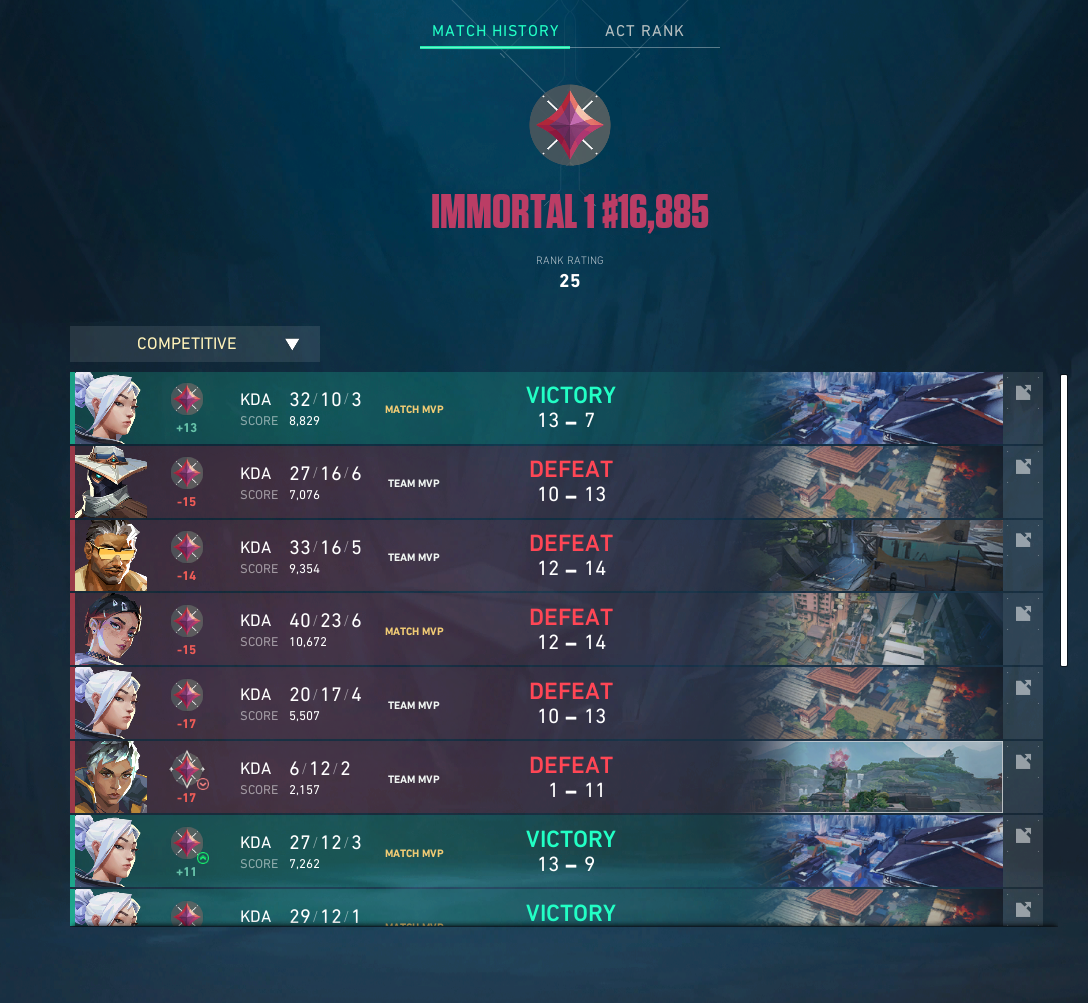 MATCH HISTORY ACT RANK
IMMORTAL 1 #16,885
RANK RATING
25
COMPETITIVE
KDA 32/10/3 MATCH MVP VICTORY
+13 SCORE 8,829 13 – 7
KDA 27/16/6 TEAM MVP DEFEAT
-15 SCORE 7,076 10 – 13
KDA 33/16/5 TEAM MVP DEFEAT
-14 SCORE 9,354 12 – 14
KDA 40/23/6 MATCH MVP DEFEAT
-15 SCORE 10,672 12 – 14
KDA 20/17/4 TEAM MVP DEFEAT
-17 SCORE 5,507 10 – 13
KDA 6/12/2 TEAM MVP DEFEAT
-17 SCORE 2,157 1 – 11
KDA 27/12/3 MATCH MVP VICTORY
+11 SCORE 7,262 13 – 9
KDA 29/12/1 MATCH MVP VICTORY